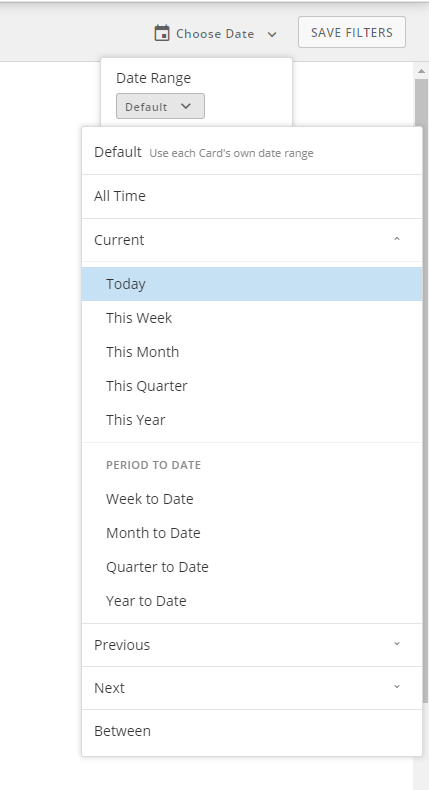 Choose Date
SAVE FILTERS
Date Range
Default
Default Use each Card's own date range
All Time
Current
Today
This Week
This Month
This Quarter
This Year
PERIOD TO DATE
Week to Date
Month to Date
Quarter to Date
Year to Date
Previous
Next
Between